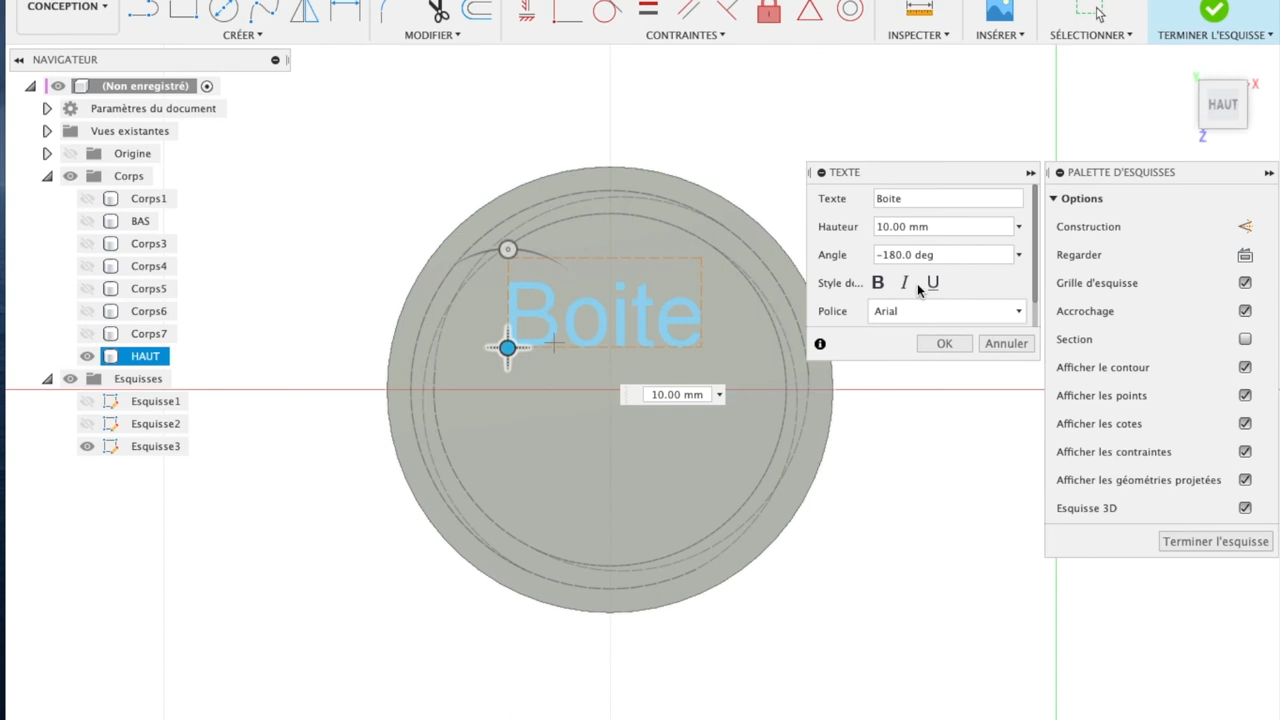 CONCEPTION
CRÉER
MODIFIER
CONTRAINTES
INSPECTER
INSÉRER
SÉLECTIONNER
TERMINER L'ESQUISSE
NAVIGATEUR
(Non enregistré)
Paramètres du document
Vues existantes
Origine
Corps
Corps1
BAS
Corps3
Corps4
Corps5
Corps6
Corps7
HAUT
Esquisses
Esquisse1
Esquisse2
Esquisse3
Boite
10.00 mm
Y
X
HAUT
Z
TEXTE
Texte Boite
Hauteur 10.00 mm
Angle -180.0 deg
Style d... B I U
Police Arial
OK Annuler
PALETTE D'ESQUISSES
Options
Construction
Regarder
Grille d'esquisse
Accrochage
Section
Afficher le contour
Afficher les points
Afficher les cotes
Afficher les contraintes
Afficher les géométries projetées
Esquisse 3D
Terminer l'esquisse